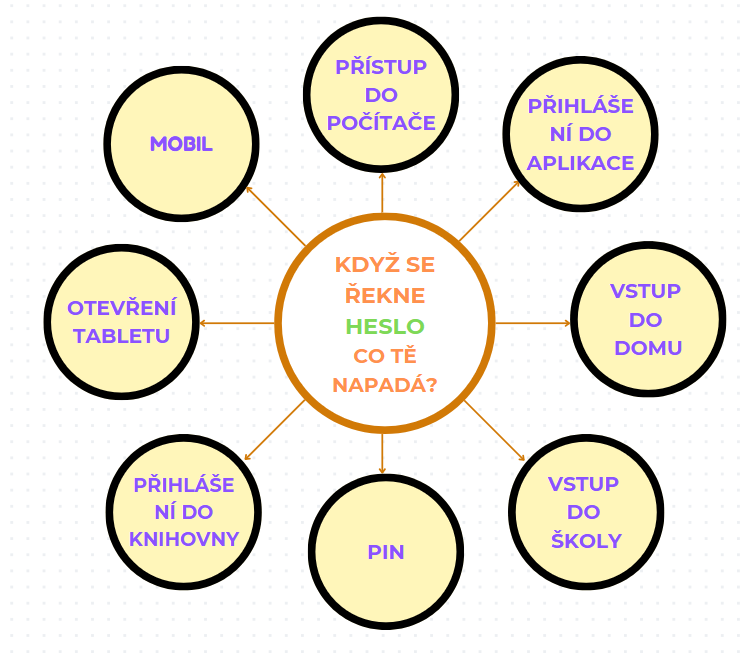 PŘÍSTUP
DO
POČÍTAČE
PŘIHLÁŠE
NÍ DO
APLIKACE
MOBIL
KDYŽ SE
ŘEKNE
HESLO
CO TĚ
NAPADÁ?
VSTUP
DO
DOMU
OTEVŘENÍ
TABLETU
PŘIHLÁŠE
NÍ DO
KNIHOVNY
PIN
VSTUP
DO
ŠKOLY